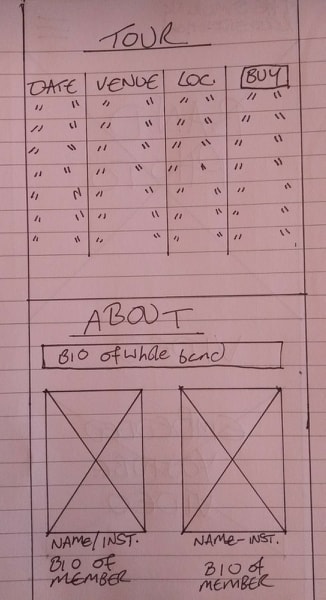 TOUR
DATE VENUE LOC BUY
" " " " " " " "
" " " " " " " "
" " " " " " " "
" " " " " " " "
" " " " " " " "
" " " " " " " "
" " " " " " " "
ABOUT
BIO of whole band
NAME/INST. NAME-INST.
BIO of BIO of
MEMBER MEMBER